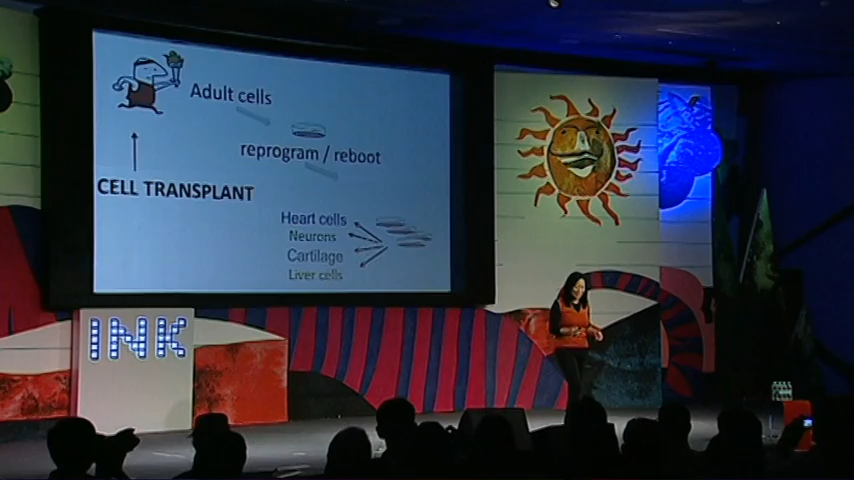 Adult cells
reprogram / reboot
CELL TRANSPLANT
Heart cells
Neurons
Cartilage
Liver cells
INK